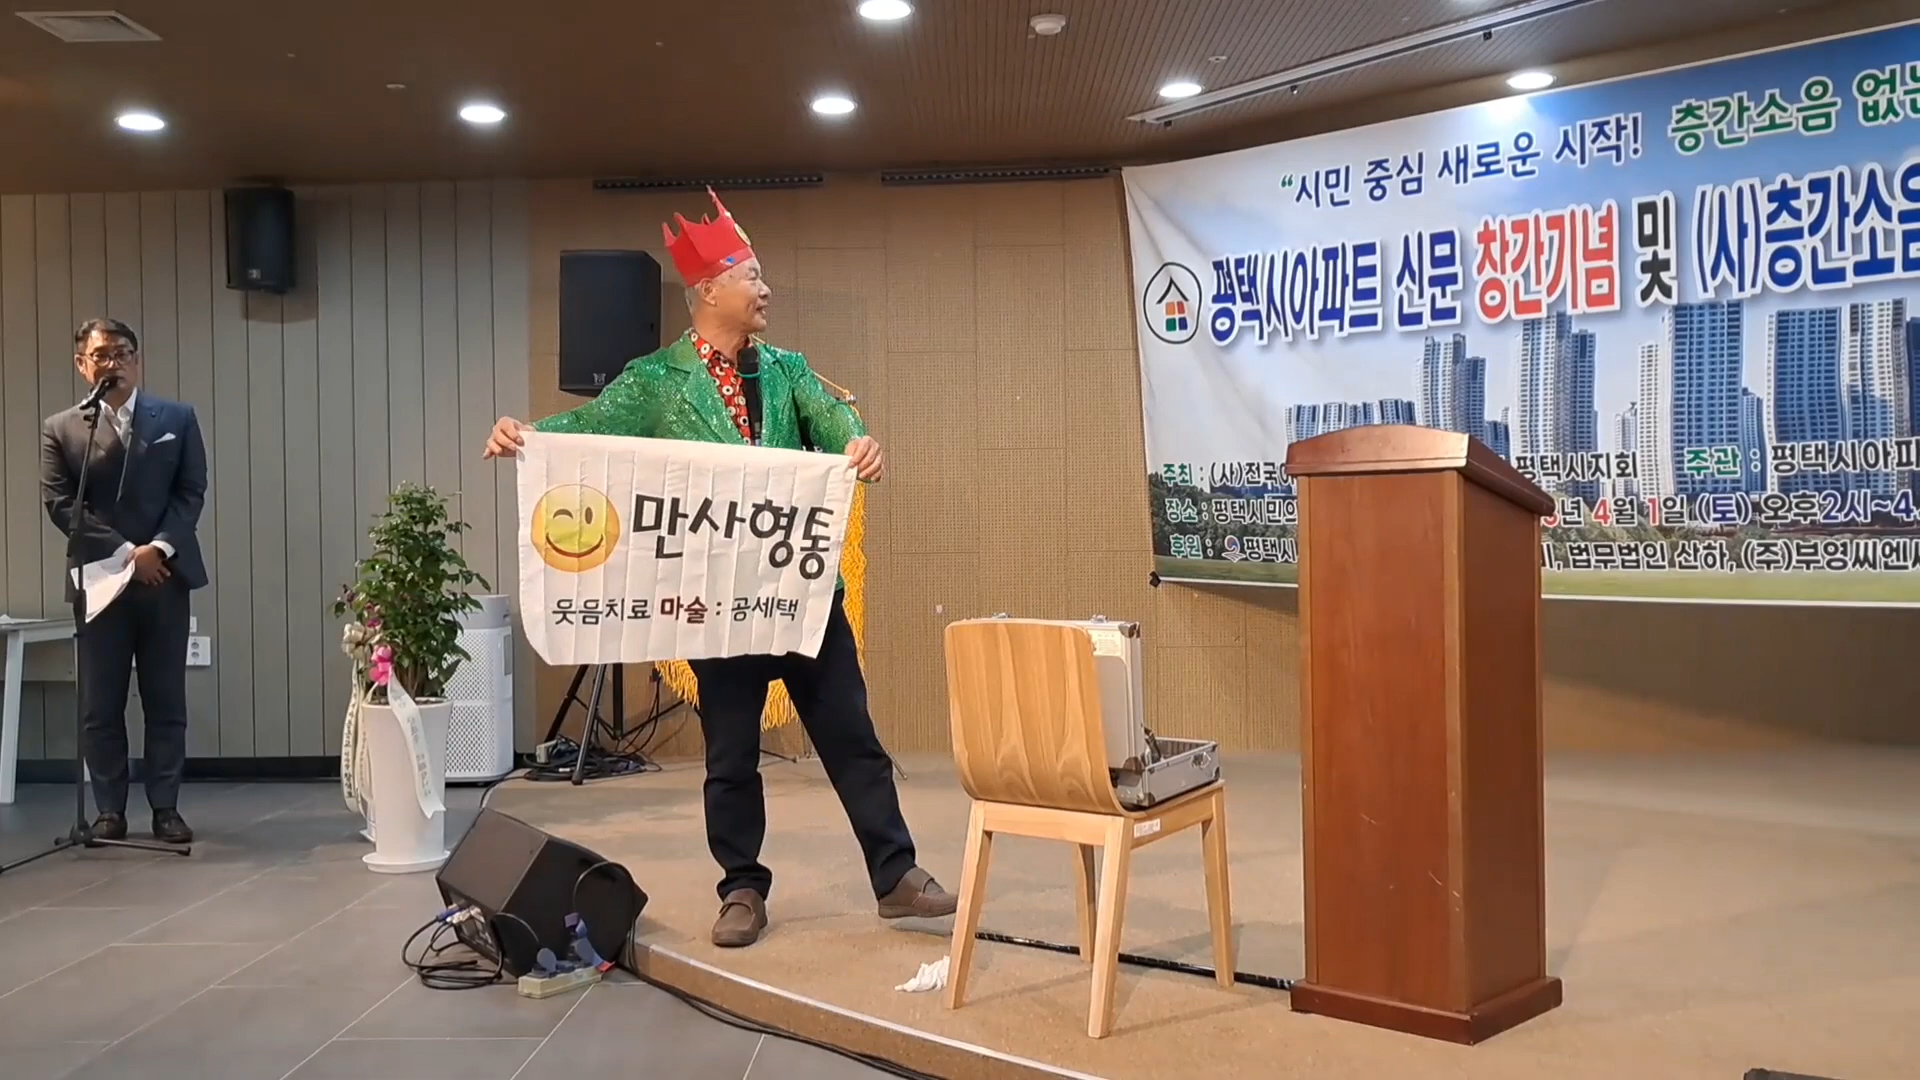 “시민 중심 새로운 시작! 층간소음 없는
평택시아파트 신문 창간기념 및 (사)층간소음
주최 : (사)전국아 평택시지회 주관 : 평택시아파
장소 : 평택시민의 년 4월 1일 (토) 오후2시~4
후원 : 평택시 법무법인 산하, (주)부영씨엔씨
만사형통
웃음치료 마술 : 공세택